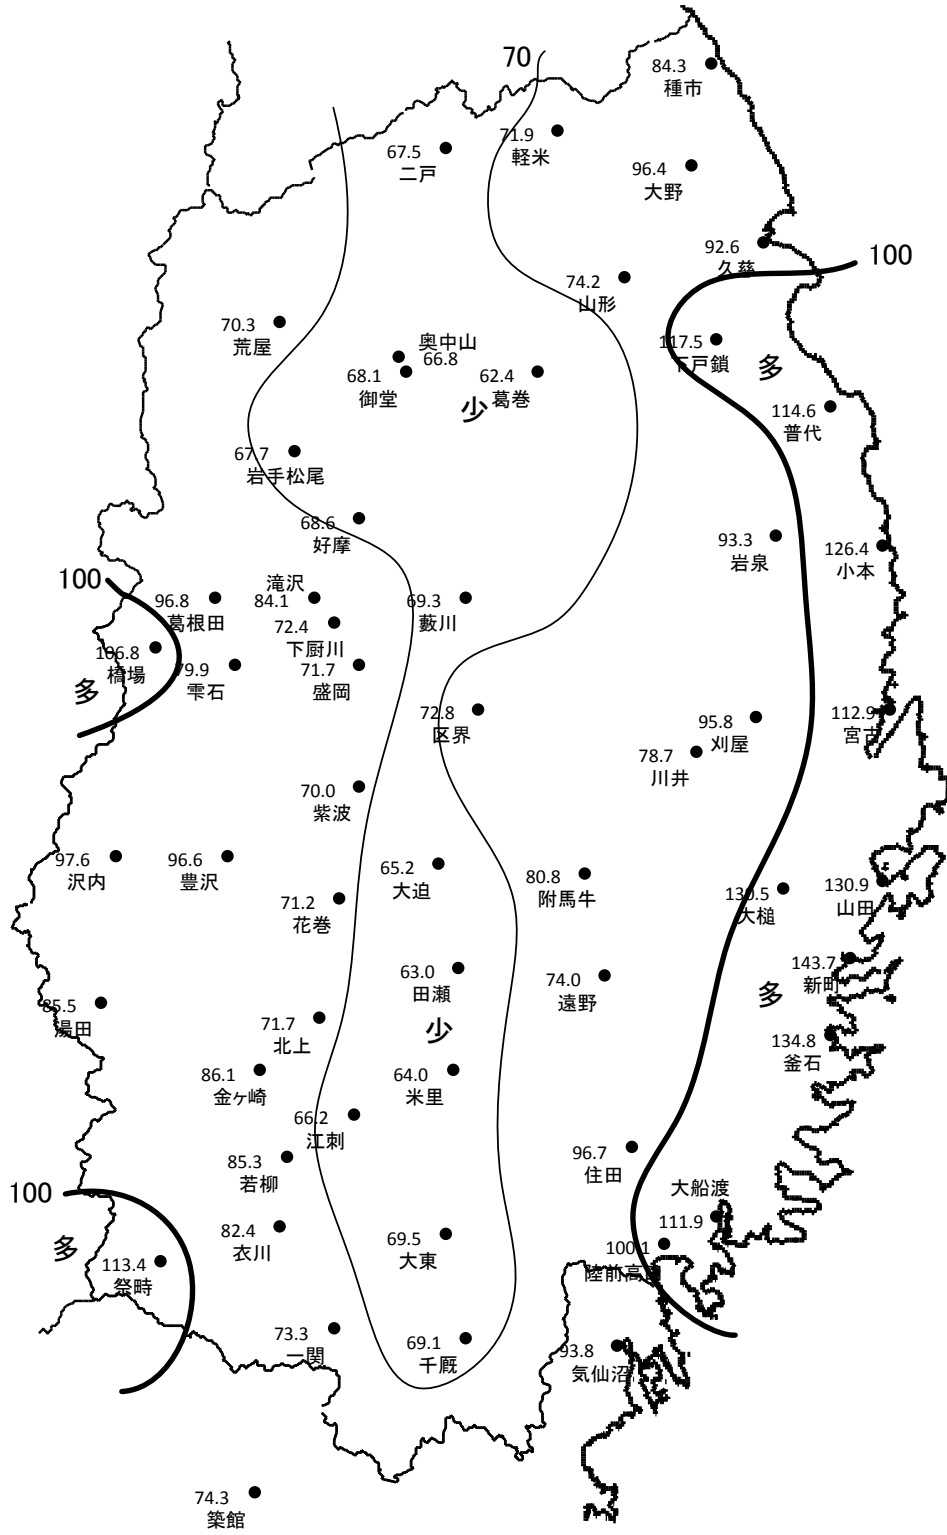 70
84.3
種市
71.9
軽米
67.5
二戸
96.4
大野
92.6
久慈
100
74.2
山形
70.3
荒屋
奥中山
66.8
68.1
御堂
62.4
葛巻
少
117.5
下戸鎖
多
114.6
普代
67.7
岩手松尾
68.6
好摩
93.3
岩泉
126.4
小本
100
96.8
葛根田
滝沢
84.1
72.4
下厨川
69.3
藪川
106.8
橋場
多
79.9
雫石
71.7
盛岡
72.8
区界
95.8
刈屋
78.7
川井
112.9
宮古
70.0
紫波
97.6
沢内
96.6
豊沢
65.2
大迫
71.2
花巻
80.8
附馬牛
130.5
大槌
130.9
山田
63.0
田瀬
74.0
遠野
143.7
新町
多
85.5
湯田
71.7
北上
少
134.8
釜石
86.1
金ヶ崎
64.0
米里
66.2
江刺
85.3
若柳
96.7
住田
100
多
大船渡
111.9
82.4
衣川
69.5
大東
100.1
陸前高田
113.4
祭畤
73.3
一関
69.1
千厩
93.8
気仙沼
74.3
築館